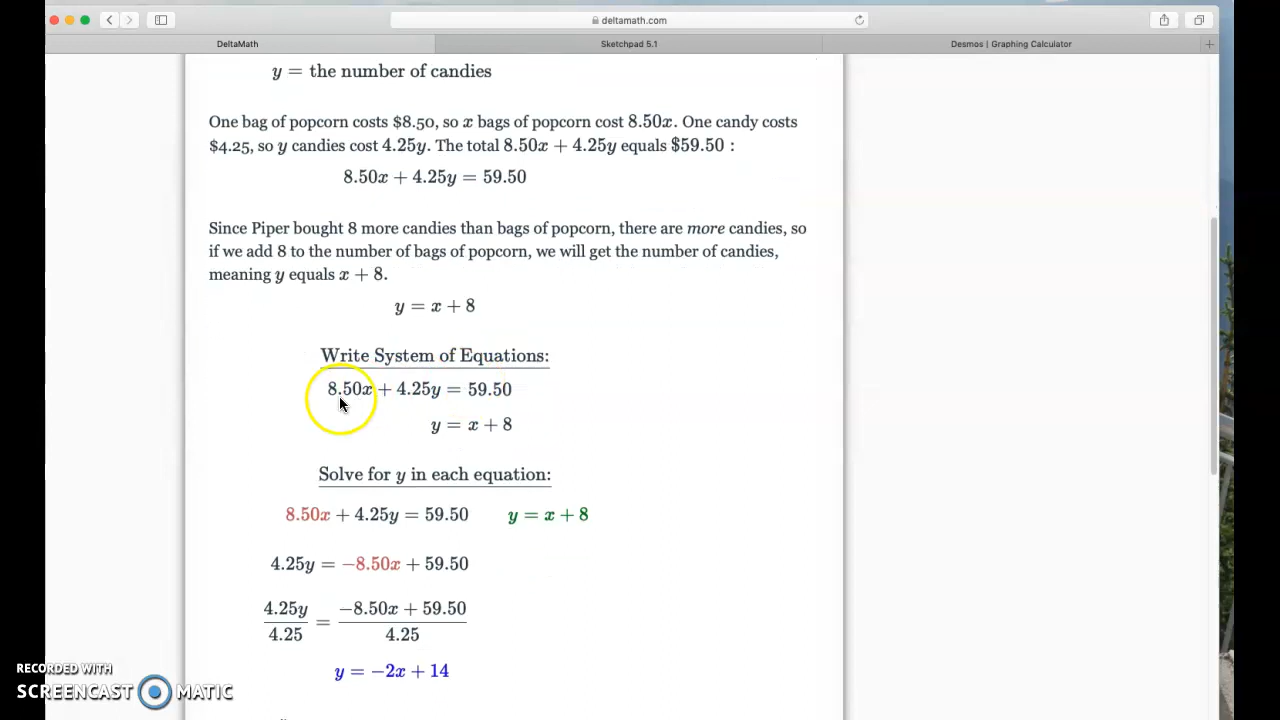 deltamath.com
DeltaMath
Sketchpad 5.1
Desmos | Graphing Calculator
y = the number of candies
One bag of popcorn costs $8.50, so x bags of popcorn cost 8.50x. One candy costs
$4.25, so y candies cost 4.25y. The total 8.50x + 4.25y equals $59.50 :
8.50x + 4.25y = 59.50
Since Piper bought 8 more candies than bags of popcorn, there are more candies, so
if we add 8 to the number of bags of popcorn, we will get the number of candies,
meaning y equals x + 8.
y = x + 8
Write System of Equations:
8.50x + 4.25y = 59.50
y = x + 8
Solve for y in each equation:
8.50x + 4.25y = 59.50 y = x + 8
4.25y = −8.50x + 59.50
4.25y/4.25 = −8.50x + 59.50/4.25
y = −2x + 14
RECORDED WITH
SCREENCAST MATIC